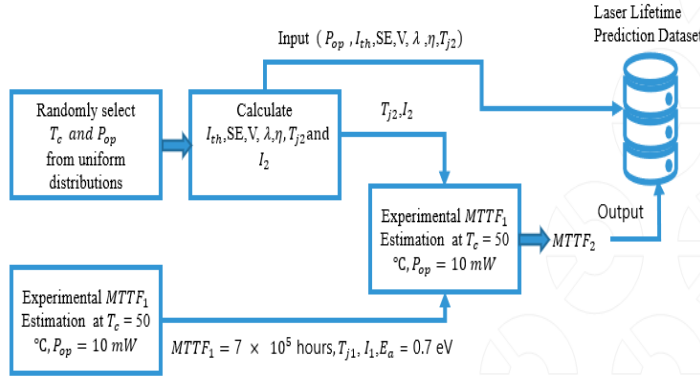 Laser Lifetime
Prediction Dataset
Input ( P_op , I_th,SE,V, λ ,η,T_j2)
Randomly select
T_c and P_op
from uniform
distributions
Calculate
I_th,SE,V, λ,η, T_j2 and
I_2
T_j2,I_2
Experimental MTTF_1
Estimation at T_c = 50
°C, P_op = 10 mW
MTTF_2
Output
Experimental MTTF_1
Estimation at T_c = 50
°C, P_op = 10 mW
MTTF_1 = 7 × 10^5 hours, T_j1, I_1,E_a = 0.7 eV